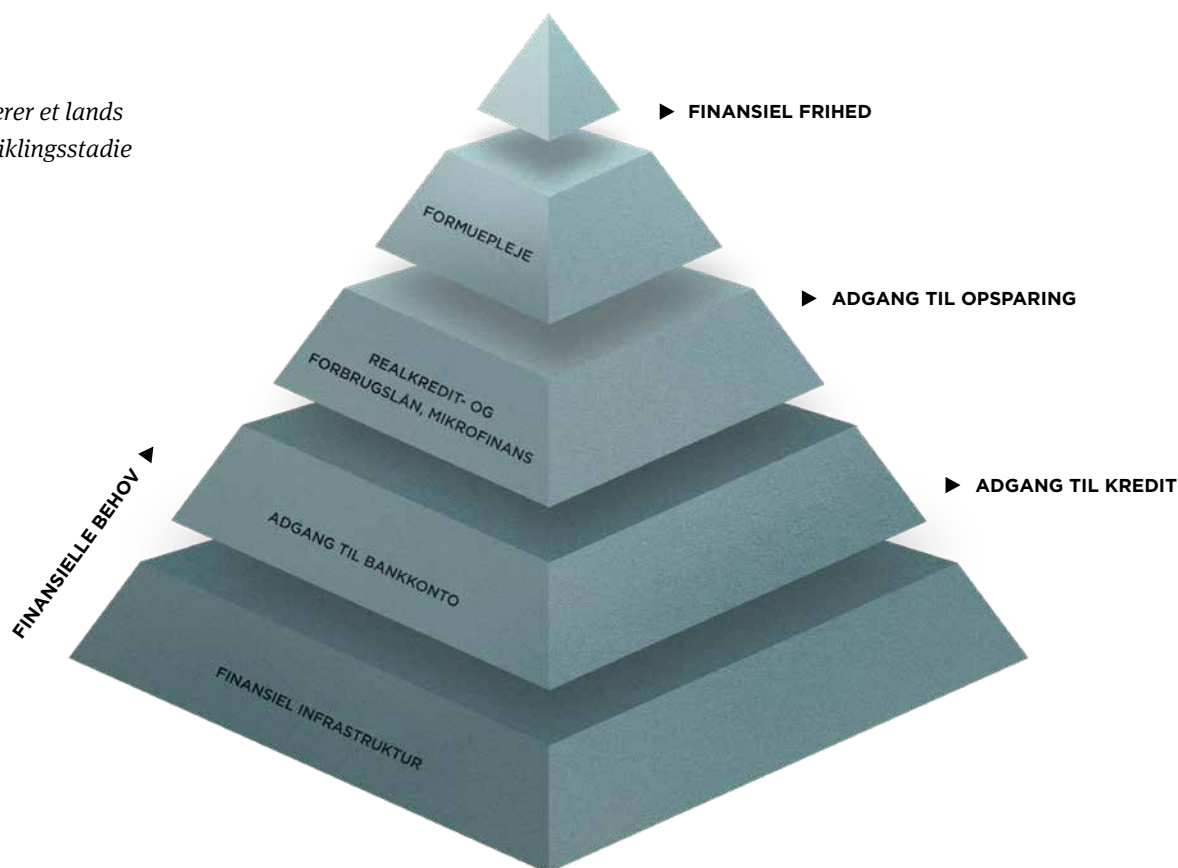 erer et lands
iklingsstadie
FINANSIEL FRIHED
FORMUEPLEJE
ADGANG TIL OPSPARING
REALKREDIT- OG
FORBRUGSLÅN, MIKROFINANS
ADGANG TIL KREDIT
FINANSIELLE BEHOV
ADGANG TIL BANKKONTO
FINANSIEL INFRASTRUKTUR